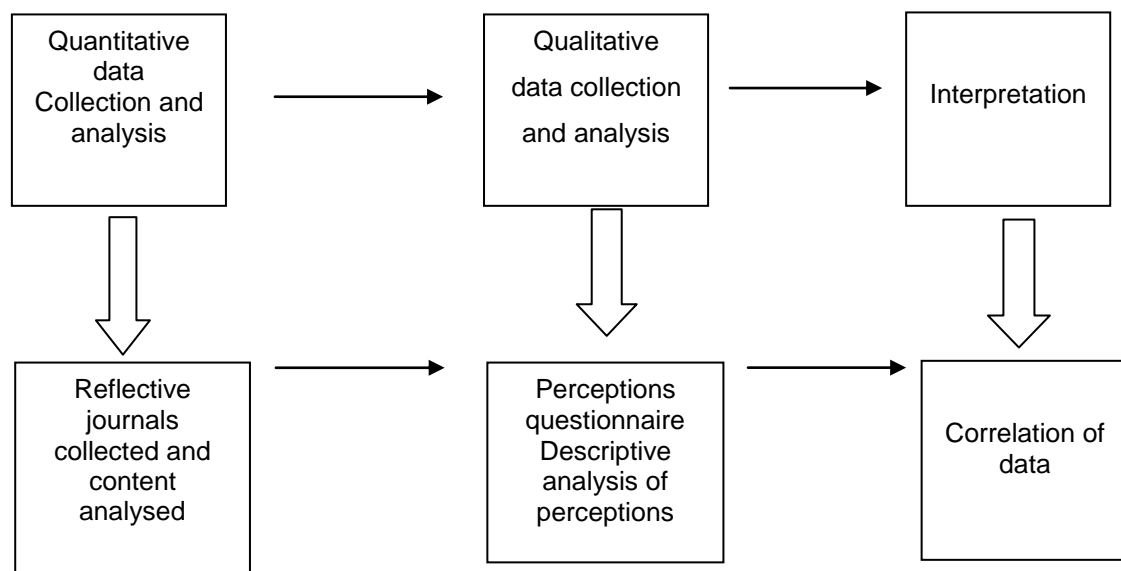 Quantitative
data
Collection and
analysis
Qualitative
data collection
and analysis
Interpretation
Reflective
journals
collected and
content
analysed
Perceptions
questionnaire
Descriptive
analysis of
perceptions
Correlation of
data